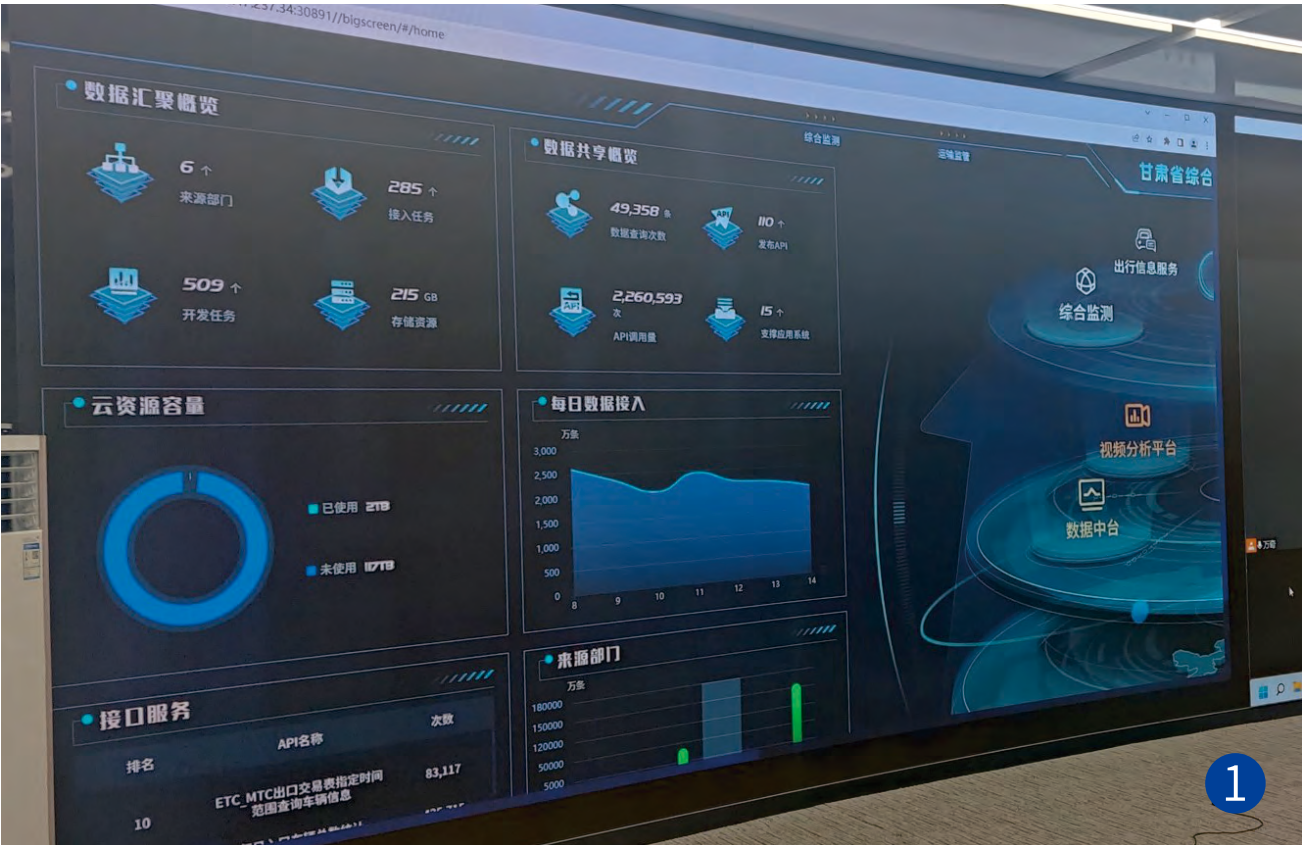 237.34:30891//bigscreen/#/home
数据汇聚概览
6 个
来源部门
285 个
接入任务
509 个
开发任务
215 GB
存储资源
数据共享概览
49,358 条
数据查询次数
110 个
发布API
2,260,593
次
API调用量
15 个
支撑应用系统
综合监测
运输监管
甘肃省综合
出行信息服务
综合监测
视频分析平台
数据中台
云资源容量
已使用 2TB
未使用 117TB
每日数据接入
万条
3,000
2,500
2,000
1,500
1,000
500
0
8 9 10 11 12 13 14
接口服务
排名 API名称 次数
10 ETC_MTC出口交易表指定时间
范围查询车辆信息 83,117
来源部门
万条
180000
150000
120000
50000
5000
API
API
1